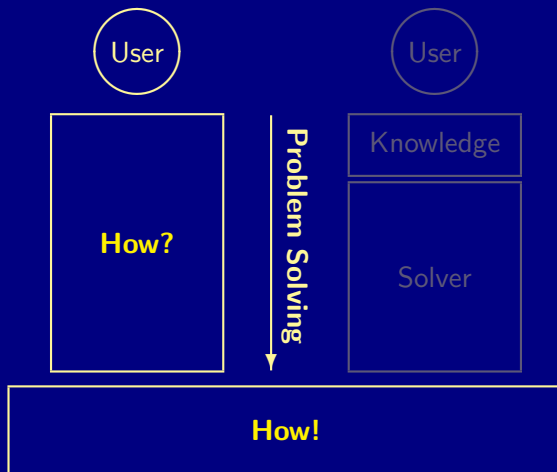 User
User
Knowledge
How?
Problem Solving
Solver
How!